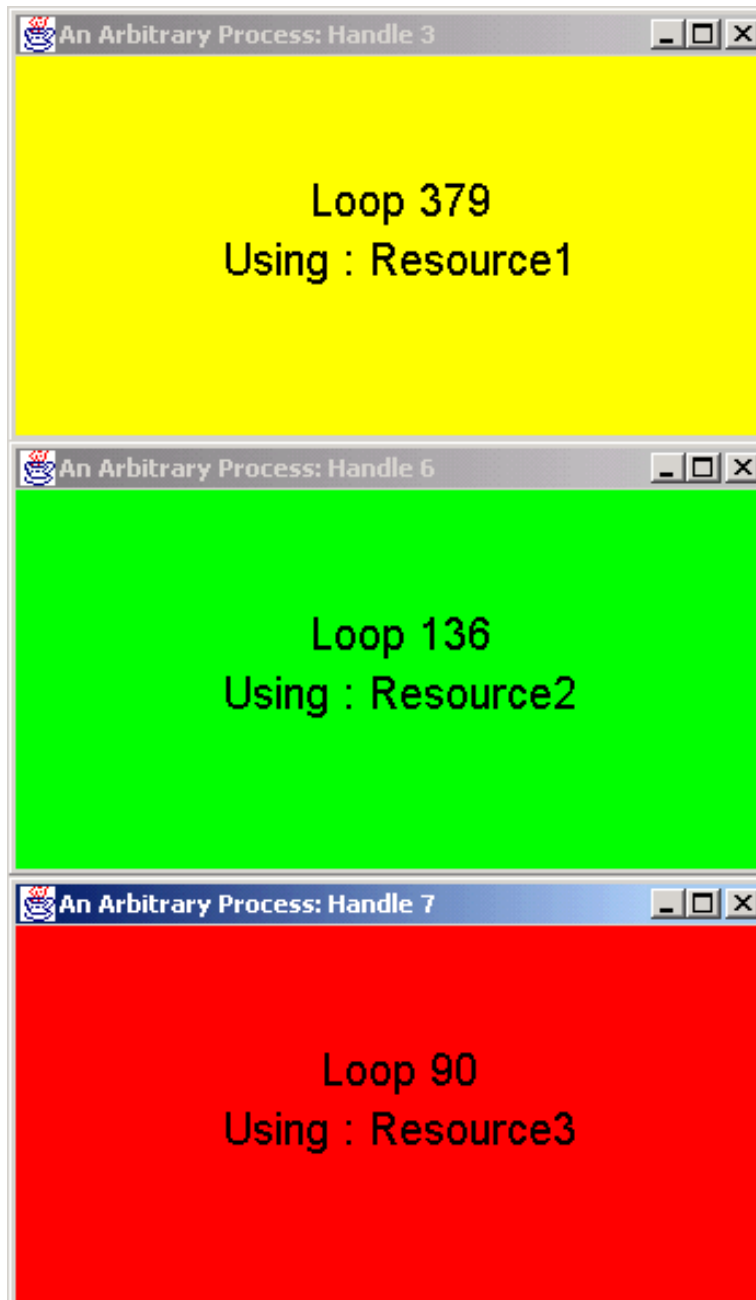 An Arbitrary Process: Handle 3
Loop 379
Using : Resource1
An Arbitrary Process: Handle 6
Loop 136
Using : Resource2
An Arbitrary Process: Handle 7
Loop 90
Using : Resource3